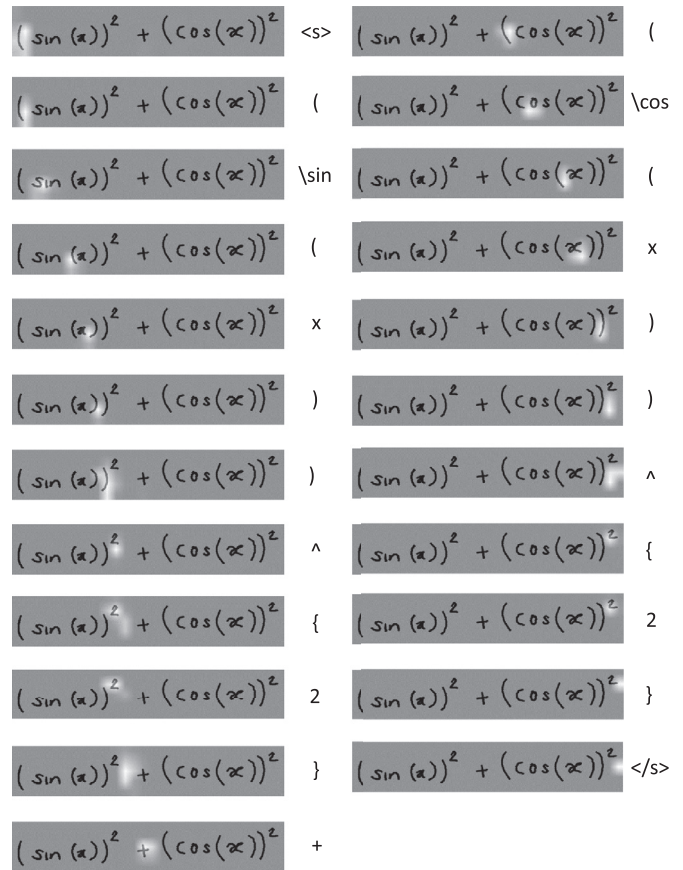 (sin (x))² + (cos(x))² <s>
(sin (x))² + (cos(x))² (
(sin (x))² + (cos(x))² \sin
(sin (x))² + (cos(x))² (
(sin (x))² + (cos(x))² x
(sin (x))² + (cos(x))² )
(sin (x))² + (cos(x))² )
(sin (x))² + (cos(x))² ^
(sin (x))² + (cos(x))² {
(sin (x))² + (cos(x))² 2
(sin (x))² + (cos(x))² }
(sin (x))² + (cos(x))² +
(sin (x))² + (cos(x))² (
(sin (x))² + (cos(x))² \cos
(sin (x))² + (cos(x))² (
(sin (x))² + (cos(x))² x
(sin (x))² + (cos(x))² )
(sin (x))² + (cos(x))² )
(sin (x))² + (cos(x))² ^
(sin (x))² + (cos(x))² {
(sin (x))² + (cos(x))² 2
(sin (x))² + (cos(x))² }
(sin (x))² + (cos(x))² </s>